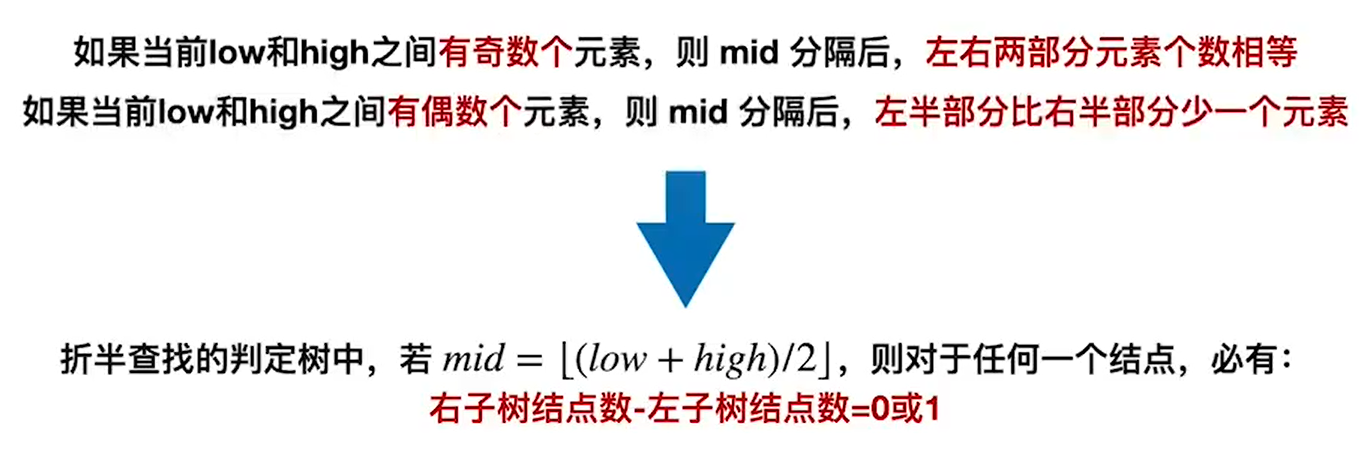 如果当前low和high之间有奇数个元素，则 mid 分隔后，左右两部分元素个数相等
如果当前low和high之间有偶数个元素，则 mid 分隔后，左半部分比右半部分少一个元素
折半查找的判定树中，若 mid = ⌊(low + high)/2⌋，则对于任何一个结点，必有：
右子树结点数-左子树结点数=0或1